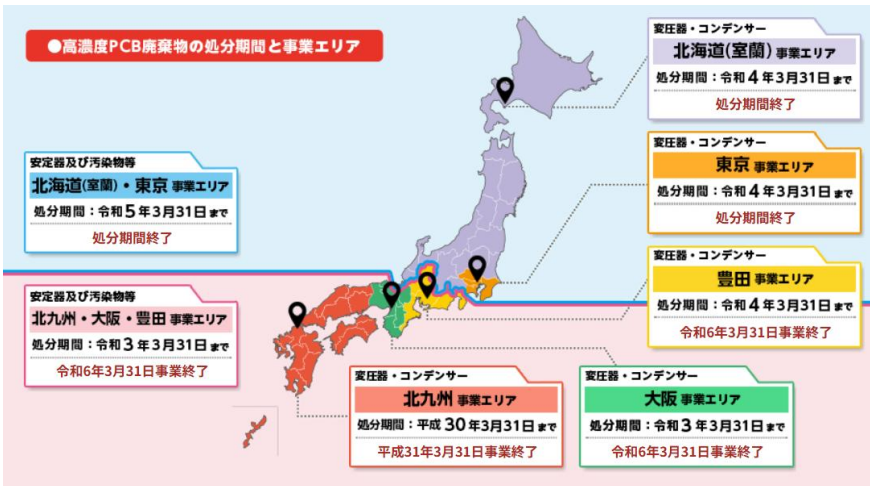 ●高濃度PCB廃棄物の処分期間と事業エリア
変圧器・コンデンサー
北海道(室蘭)事業エリア
処分期間:令和4年3月31日まで
処分期間終了
変圧器・コンデンサー
東京事業エリア
処分期間:令和4年3月31日まで
処分期間終了
安定器及び汚染物等
北海道(室蘭)・東京事業エリア
処分期間:令和5年3月31日まで
処分期間終了
変圧器・コンデンサー
豊田事業エリア
処分期間:令和4年3月31日まで
令和6年3月31日事業終了
安定器及び汚染物等
北九州・大阪・豊田事業エリア
処分期間:令和3年3月31日まで
令和6年3月31日事業終了
変圧器・コンデンサー
北九州事業エリア
処分期間:平成30年3月31日まで
平成31年3月31日事業終了
変圧器・コンデンサー
大阪事業エリア
処分期間:令和3年3月31日まで
令和6年3月31日事業終了